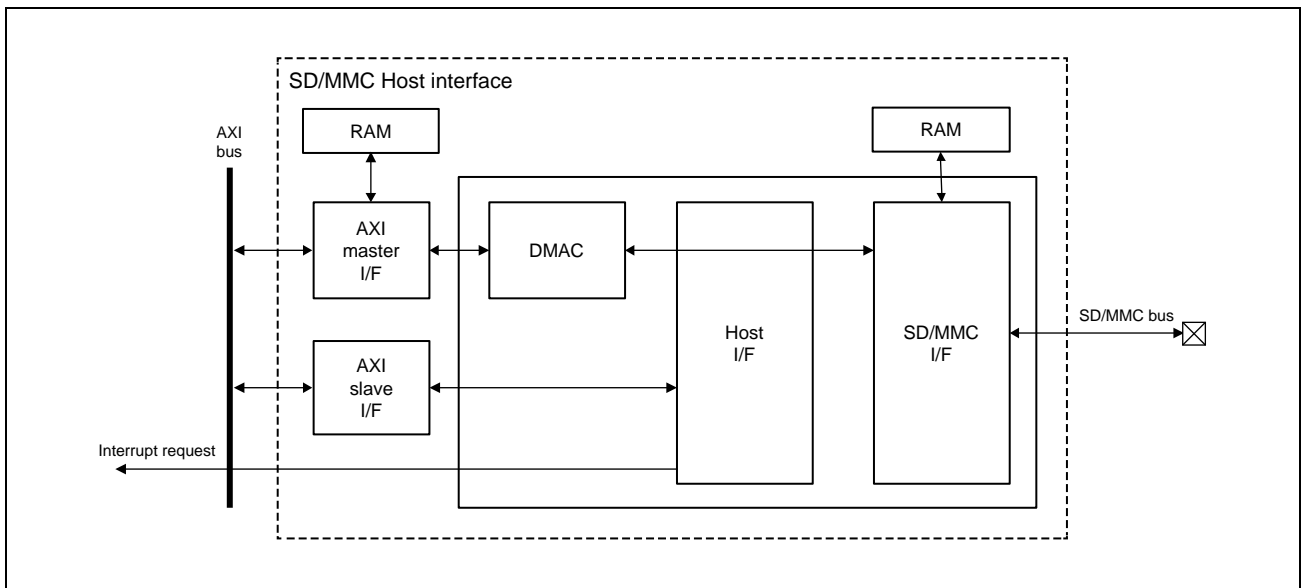 SD/MMC Host interface
AXI
bus
RAM
RAM
AXI
master
I/F
DMAC
Host
I/F
SD/MMC
I/F
SD/MMC bus
AXI
slave
I/F
Interrupt request